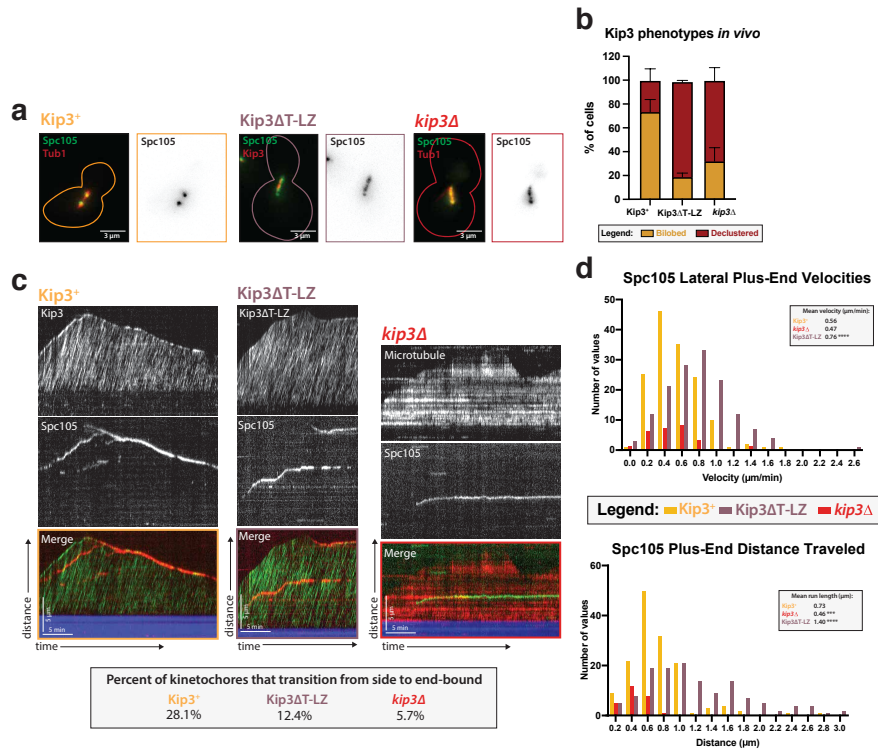 a
Kip3⁺
Kip3ΔT-LZ
kip3Δ
Spc105
Tub1
Spc105
Spc105
Kip3
Spc105
Spc105
Tub1
Spc105
3 µm
3 µm
3 µm
b
Kip3 phenotypes in vivo
% of cells
120
100
80
60
40
20
0
Kip3⁺ Kip3ΔT-LZ kip3Δ
Legend: Bilobed Declustered
c
Kip3⁺
Kip3ΔT-LZ
kip3Δ
Kip3
Kip3ΔT-LZ
Microtubule
Spc105
Spc105
Spc105
Merge
Merge
Merge
distance
distance
distance
5 µm
5 µm
5 µm
5 min
5 min
5 min
time
time
time
Percent of kinetochores that transition from side to end-bound
Kip3⁺ Kip3ΔT-LZ kip3Δ
28.1% 12.4% 5.7%
d
Spc105 Lateral Plus-End Velocities
Number of values
50
40
30
20
10
0
0.0 0.2 0.4 0.6 0.8 1.0 1.2 1.4 1.6 1.8 2.0 2.2 2.4 2.6
Velocity (µm/min)
Mean velocity (µm/min):
Kip3⁺ 0.56
kip3Δ 0.47
Kip3ΔT-LZ 0.76 ****
Legend: Kip3⁺ Kip3ΔT-LZ kip3Δ
Spc105 Plus-End Distance Traveled
Number of values
60
40
20
0
0.2 0.4 0.6 0.8 1.0 1.2 1.4 1.6 1.8 2.0 2.2 2.4 2.6 2.8 3.0
Distance (µm)
Mean run length (µm):
Kip3⁺ 0.73
kip3Δ 0.46 ***
Kip3ΔT-LZ 1.40 ****